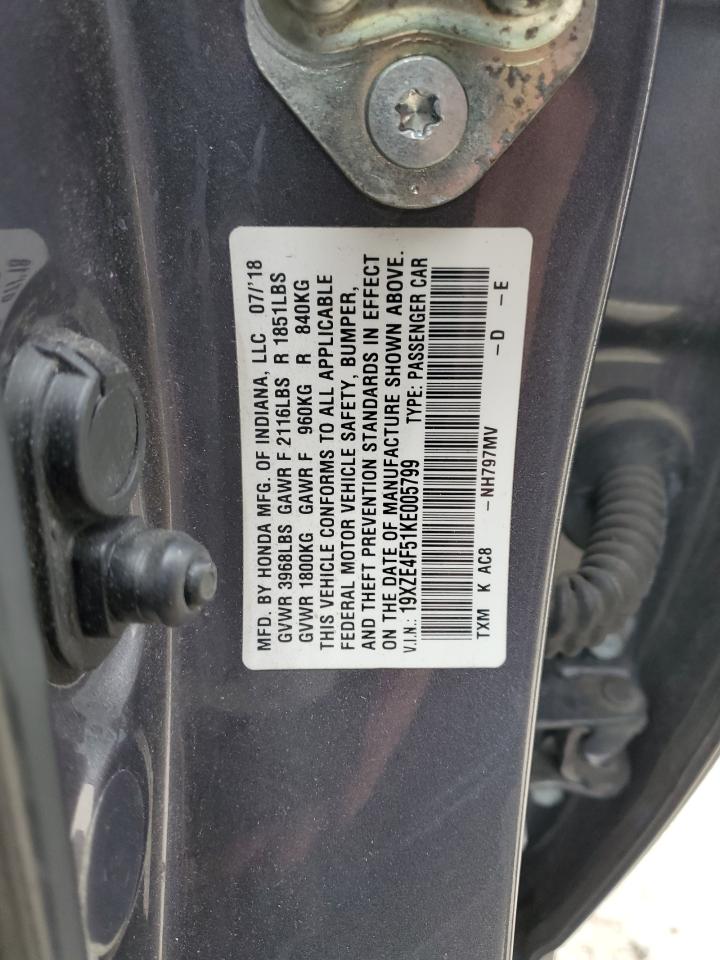 MFD. BY HONDA MFG. OF INDIANA, LLC 07/'18
GVWR 3968LBS GAWR F 2116LBS R 1851LBS
GVWR 1800KG GAWR F 960KG R 840KG
THIS VEHICLE CONFORMS TO ALL APPLICABLE
FEDERAL MOTOR VEHICLE SAFETY, BUMPER,
AND THEFT PREVENTION STANDARDS IN EFFECT
ON THE DATE OF MANUFACTURE SHOWN ABOVE.
V.I.N.: 19XZE4F51KE005799 TYPE: PASSENGER CAR
TXM K AC8 -NH797MV -D -E